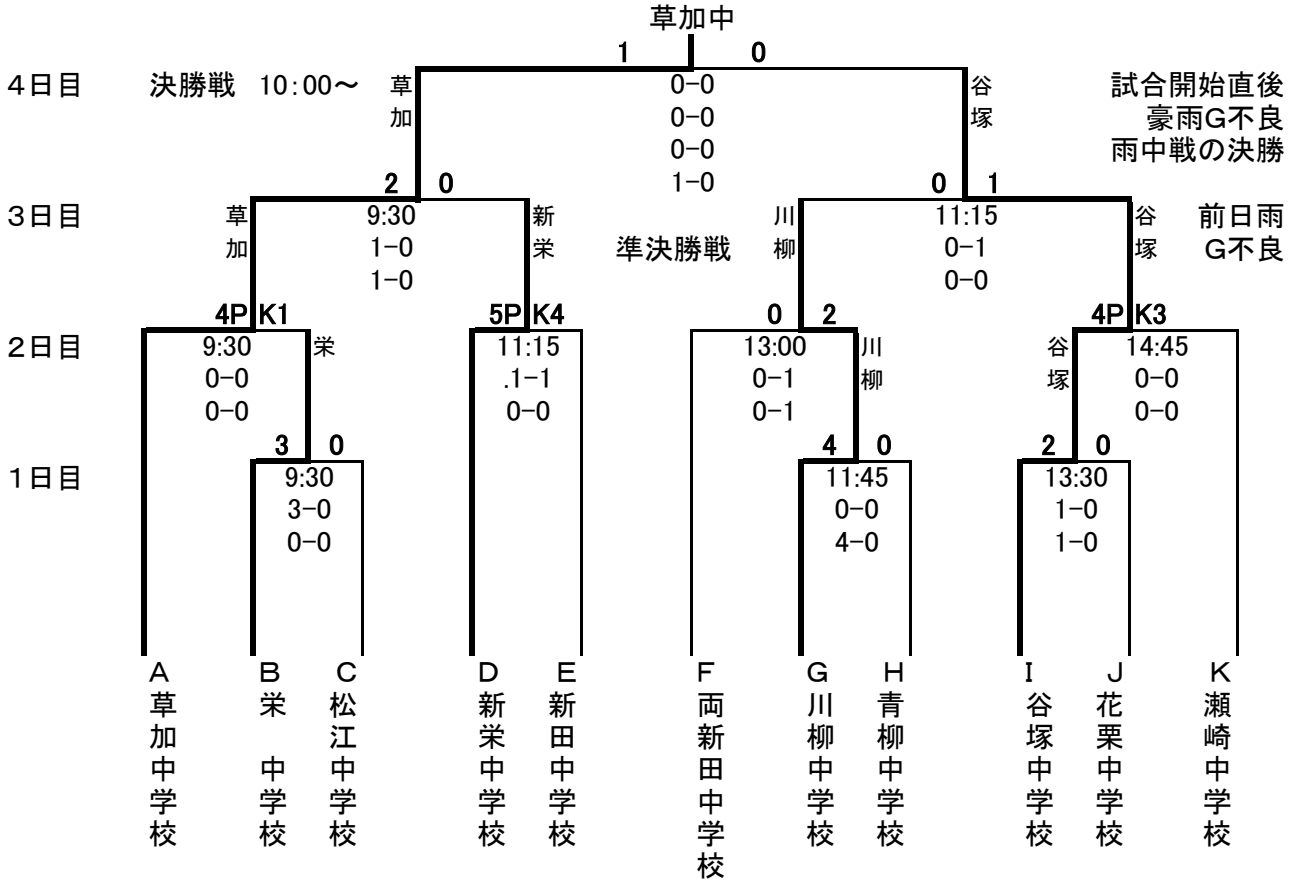 草加中
1 0
4日目 決勝戦 10:00～ 草加 0-0 谷塚 試合開始直後
0-0 豪雨G不良
0-0 雨中戦の決勝
1-0
2 0 0 1
3日目 草加 9:30 新栄 準決勝戦 川柳 11:15 谷塚 前日雨
1-0 0-1 G不良
1-0 0-0
4PK1 5PK4 0 2 4PK3
2日目 9:30 栄 11:15 13:00 川柳 谷塚 14:45
0-0 .1-1 0-1 0-0
0-0 0-0 0-1 0-0
3 0 4 0 2 0
1日目 9:30 11:45 13:30
3-0 0-0 1-0
0-0 4-0 1-0
A B C D E F G H I J K
草加中学校
栄 中学校
松江中学校
新栄中学校
新田中学校
両新田中学校
川柳中学校
青柳中学校
谷塚中学校
花栗中学校
瀬崎中学校